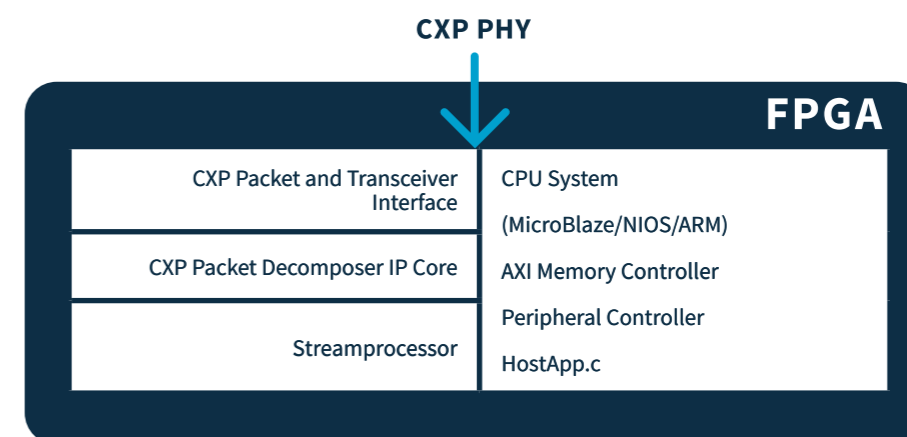 CXP PHY
FPGA
CXP Packet and Transceiver
Interface
CXP Packet Decomposer IP Core
Streamprocessor
CPU System
(MicroBlaze/NIOS/ARM)
AXI Memory Controller
Peripheral Controller
HostApp.c